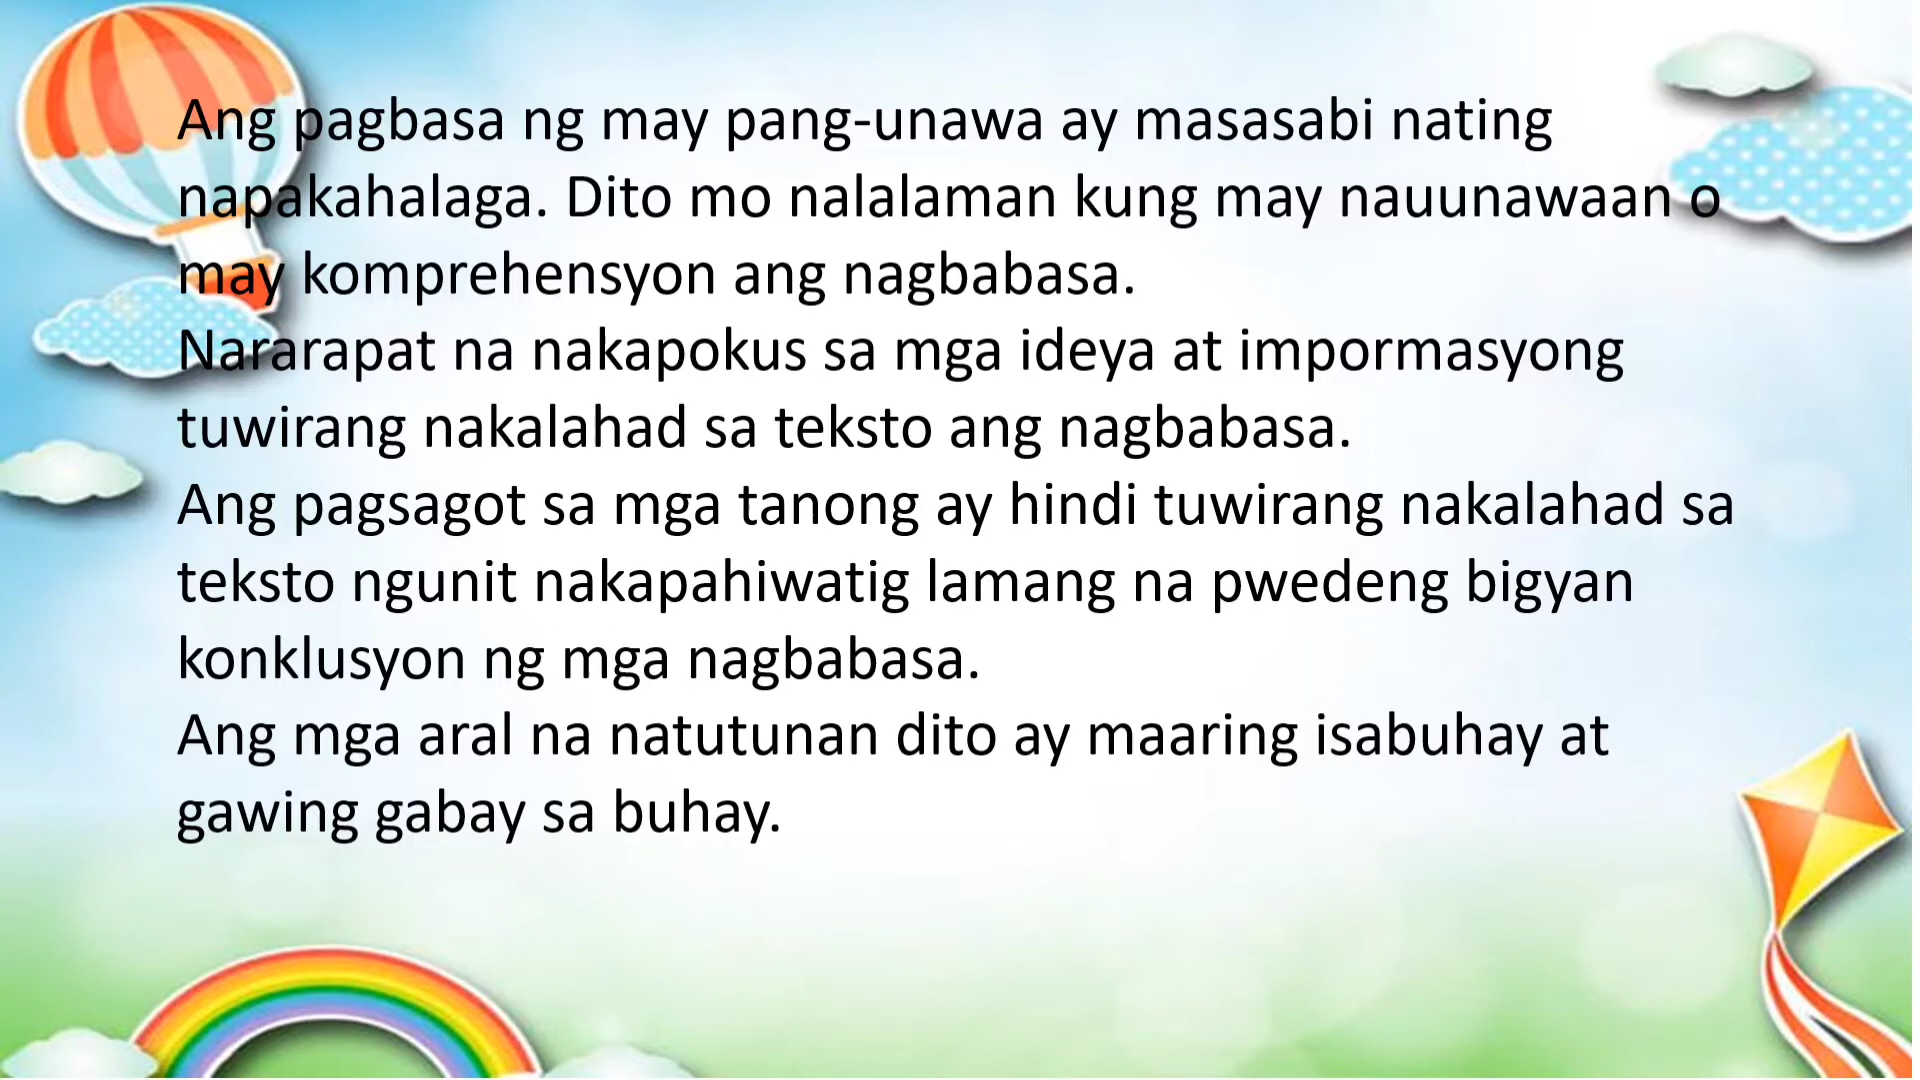 Ang pagbasa ng may pang-unawa ay masasabi nating
napakahalaga. Dito mo nalalaman kung may nauunawaan o
may komprehensyon ang nagbabasa.
Nararapat na nakapokus sa mga ideya at impormasyong
tuwirang nakalahad sa teksto ang nagbabasa.
Ang pagsagot sa mga tanong ay hindi tuwirang nakalahad sa
teksto ngunit nakapahiwatig lamang na pwedeng bigyan
konklusyon ng mga nagbabasa.
Ang mga aral na natutunan dito ay maaring isabuhay at
gawing gabay sa buhay.